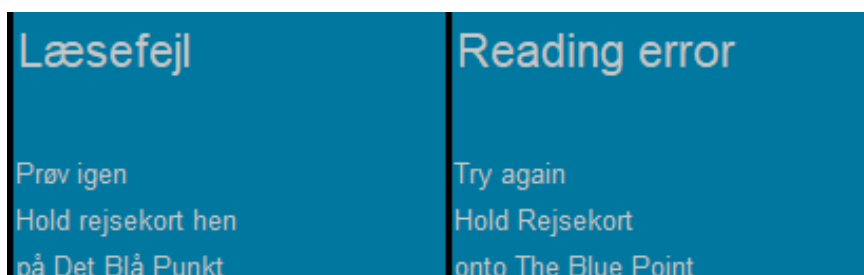 Læsefejl
Prøv igen
Hold rejsekort hen
på Det Blå Punkt
Reading error
Try again
Hold Rejsekort
onto The Blue Point